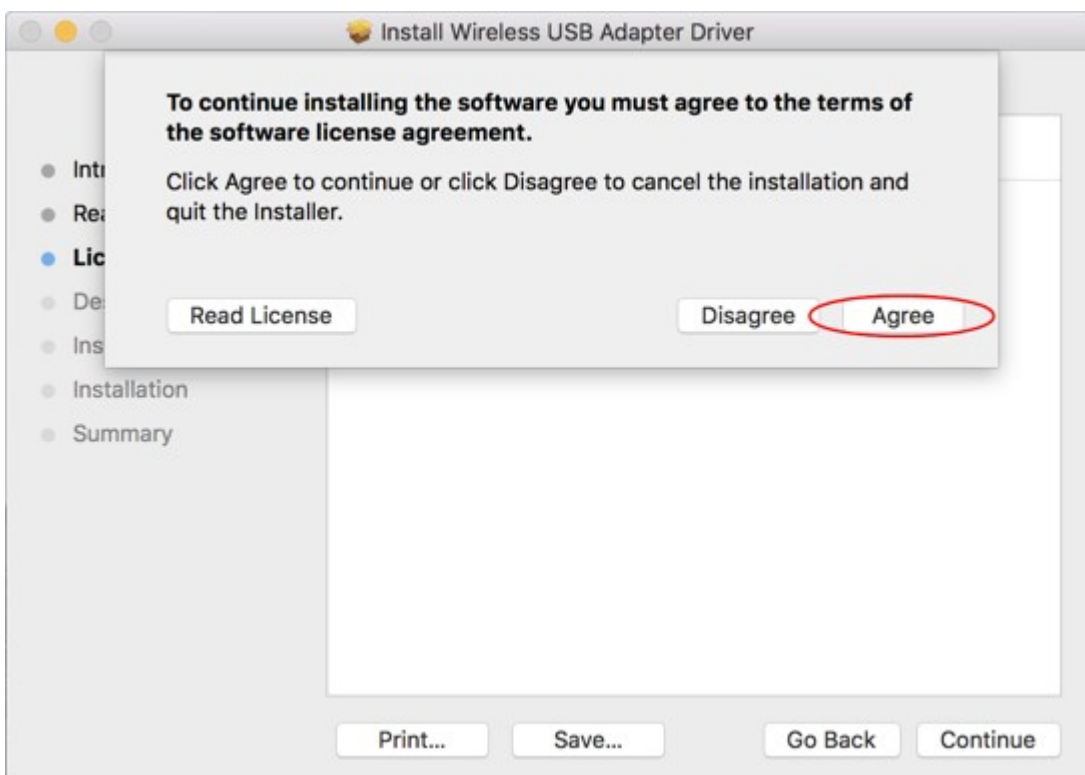 Install Wireless USB Adapter Driver
To continue installing the software you must agree to the terms of
the software license agreement.
Click Agree to continue or click Disagree to cancel the installation and
quit the Installer.
Read License
Disagree
Agree
Lic
Ins
Installation
Summary
Print...
Save...
Go Back
Continue